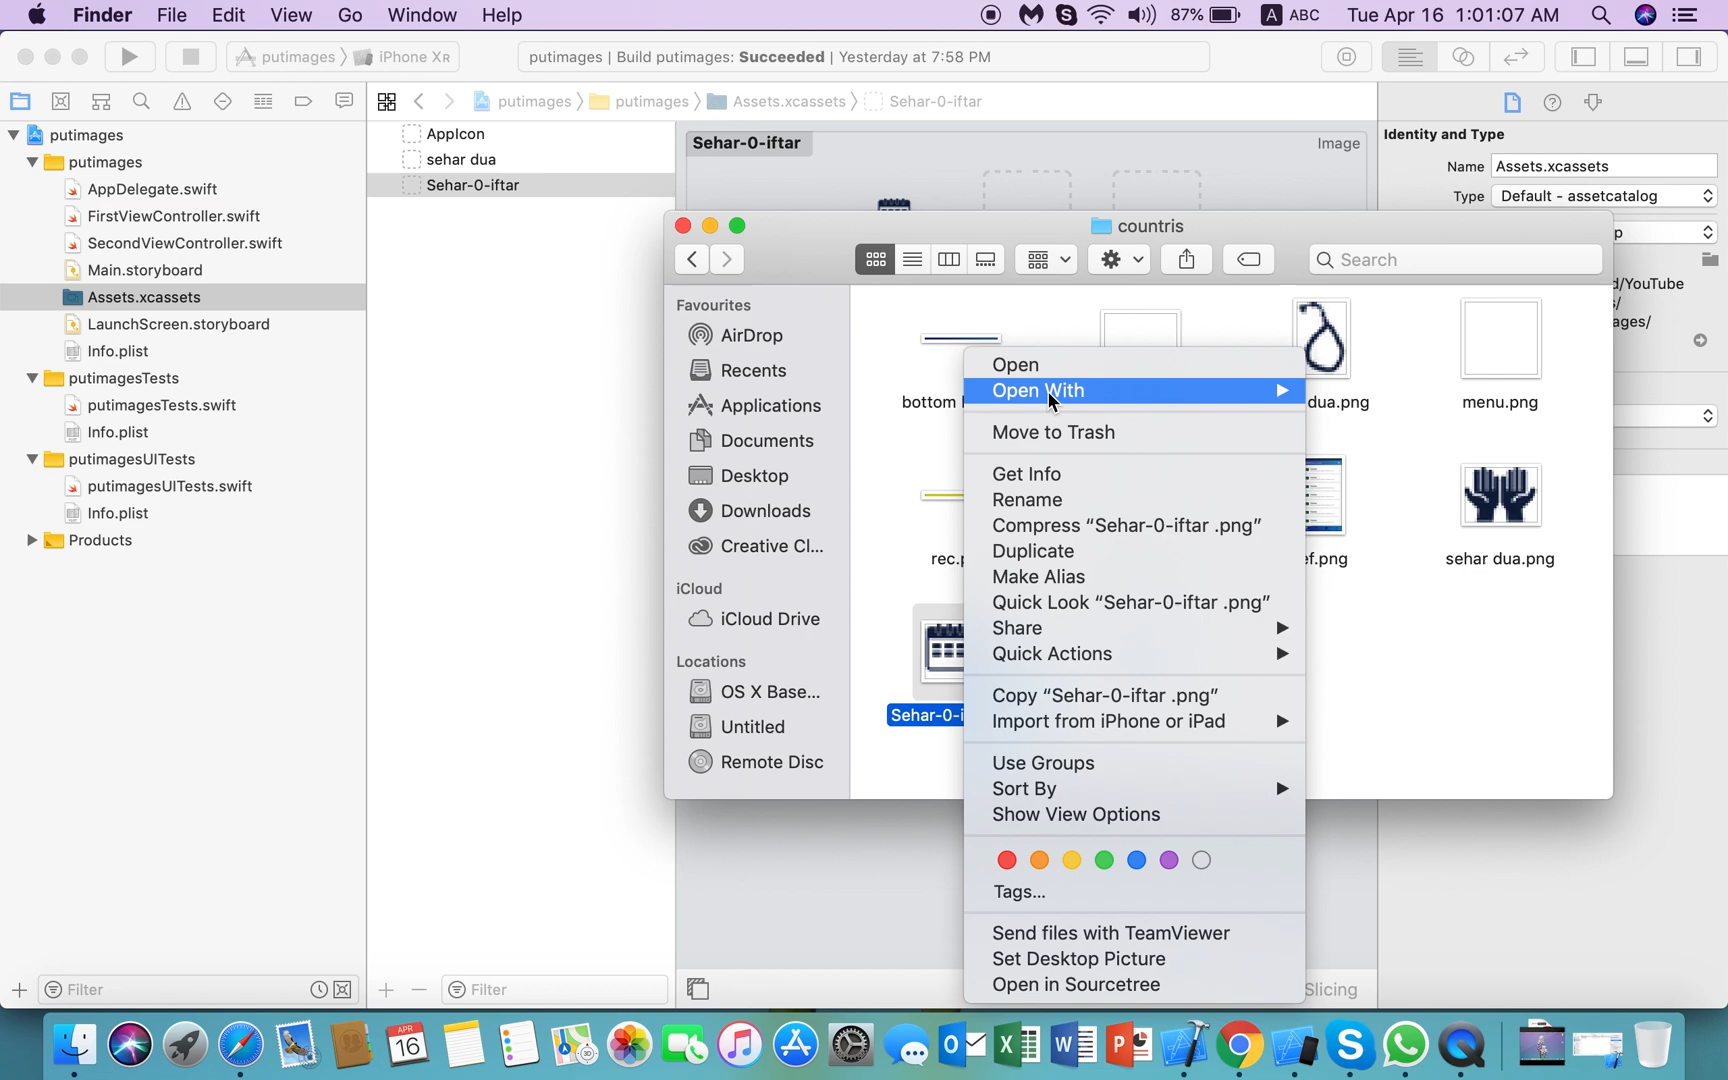 Finder File Edit View Go Window Help
87% A ABC Tue Apr 16 1:01:07 AM
putimages iPhone XR
putimages | Build putimages: Succeeded | Yesterday at 7:58 PM
putimages putimages Assets.xcassets Sehar-0-iftar
putimages
putimages
AppDelegate.swift
FirstViewController.swift
SecondViewController.swift
Main.storyboard
Assets.xcassets
LaunchScreen.storyboard
Info.plist
putimagesTests
putimagesTests.swift
Info.plist
putimagesUITests
putimagesUITests.swift
Info.plist
Products
Filter
AppIcon
sehar dua
Sehar-0-iftar
Filter
Sehar-0-iftar
Image
Slicing
Identity and Type
Name Assets.xcassets
Type Default - assetcatalog
p
d/YouTube
/
ages/
countris
Search
Favourites
AirDrop
Recents
Applications
Documents
Desktop
Downloads
Creative Cl...
iCloud
iCloud Drive
Locations
OS X Base...
Untitled
Remote Disc
bottom
dua.png
menu.png
rec.p
ef.png
sehar dua.png
Sehar-0-i
Open
Open With
Move to Trash
Get Info
Rename
Compress “Sehar-0-iftar .png”
Duplicate
Make Alias
Quick Look “Sehar-0-iftar .png”
Share
Quick Actions
Copy “Sehar-0-iftar .png”
Import from iPhone or iPad
Use Groups
Sort By
Show View Options
Tags...
Send files with TeamViewer
Set Desktop Picture
Open in Sourcetree
APR
16